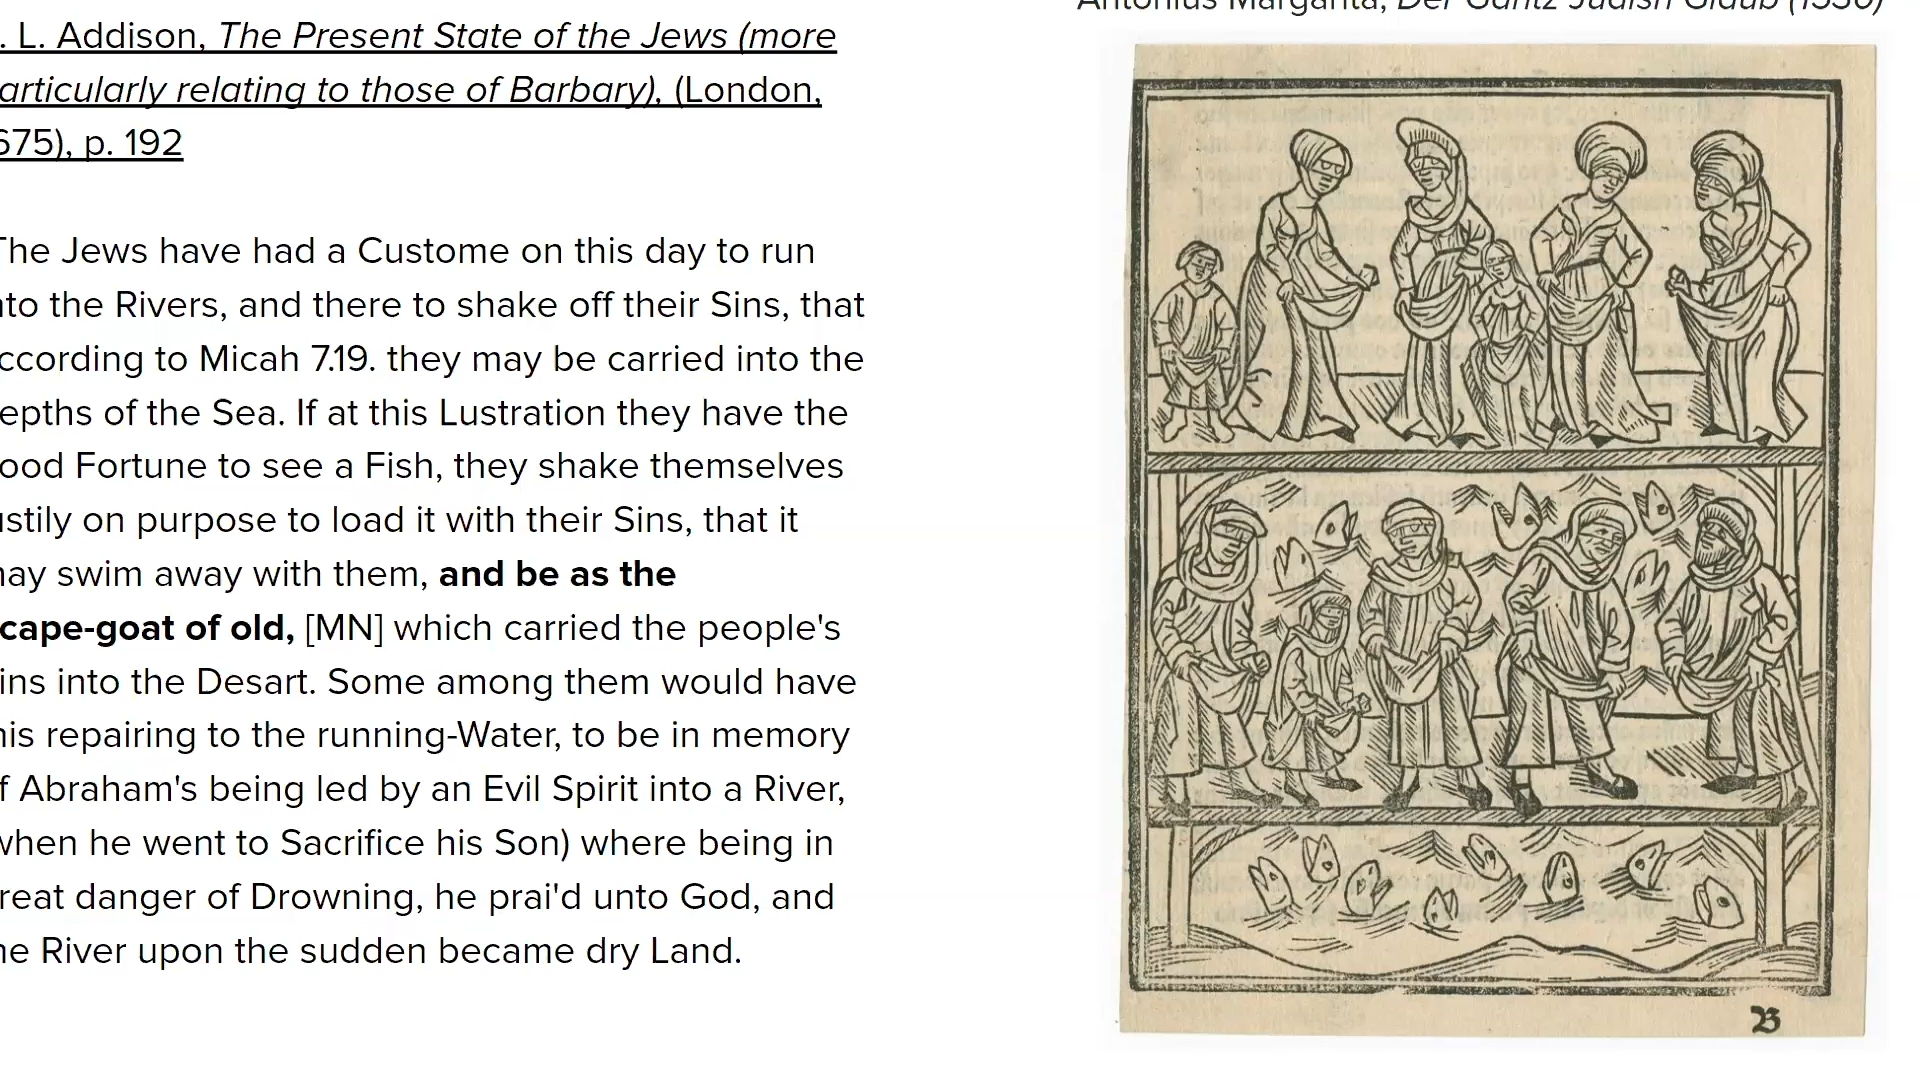 . L. Addison, The Present State of the Jews (more
articularly relating to those of Barbary), (London,
675), p. 192
The Jews have had a Custome on this day to run
nto the Rivers, and there to shake off their Sins, that
ccording to Micah 7.19. they may be carried into the
epths of the Sea. If at this Lustration they have the
ood Fortune to see a Fish, they shake themselves
ustily on purpose to load it with their Sins, that it
may swim away with them, and be as the
cape-goat of old, [MN] which carried the people's
ins into the Desart. Some among them would have
his repairing to the running-Water, to be in memory
f Abraham's being led by an Evil Spirit into a River,
when he went to Sacrifice his Son) where being in
reat danger of Drowning, he prai'd unto God, and
he River upon the sudden became dry Land.
Antonius Margarita, Der Gantz Jüdish Glaub (1530)
B